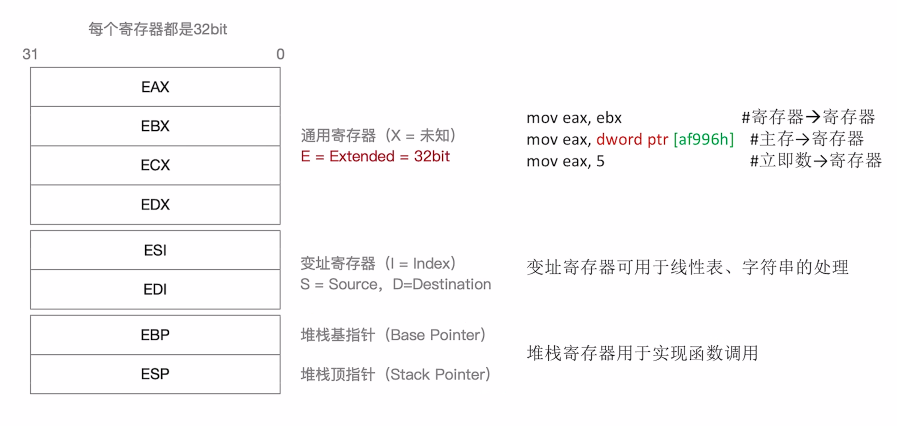 每个寄存器都是32bit
31 0
EAX
EBX
ECX
EDX
通用寄存器（X = 未知）
E = Extended = 32bit
mov eax, ebx #寄存器→寄存器
mov eax, dword ptr [af996h] #主存→寄存器
mov eax, 5 #立即数→寄存器
ESI
EDI
变址寄存器（I = Index）
S = Source，D=Destination
变址寄存器可用于线性表、字符串的处理
EBP
ESP
堆栈基指针（Base Pointer）
堆栈顶指针（Stack Pointer）
堆栈寄存器用于实现函数调用